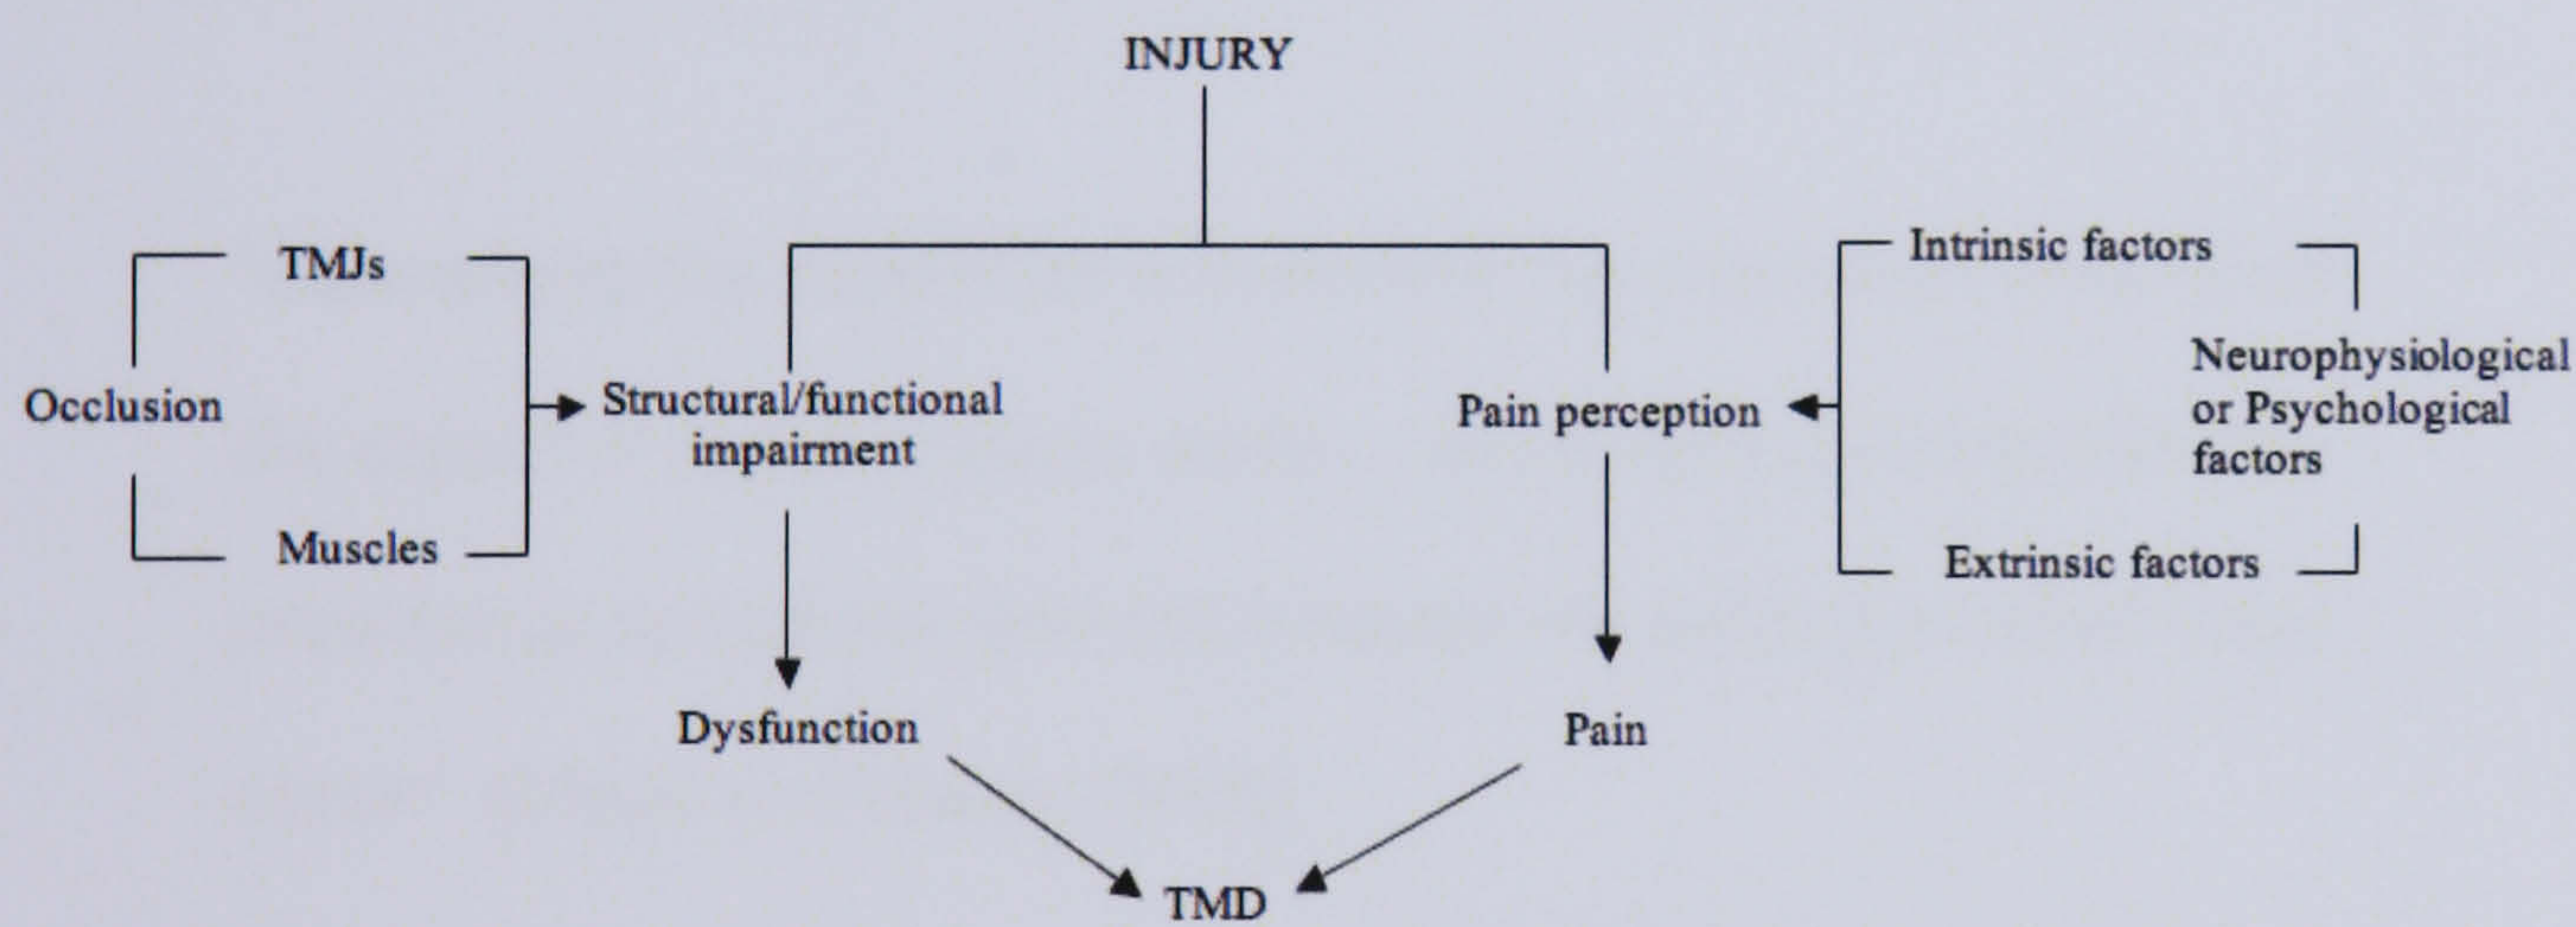 INJURY
TMJs
Intrinsic factors
Occlusion
Structural/functional
impairment
Pain perception
Neurophysiological
or Psychological
factors
Muscles
Extrinsic factors
Dysfunction
Pain
TMD